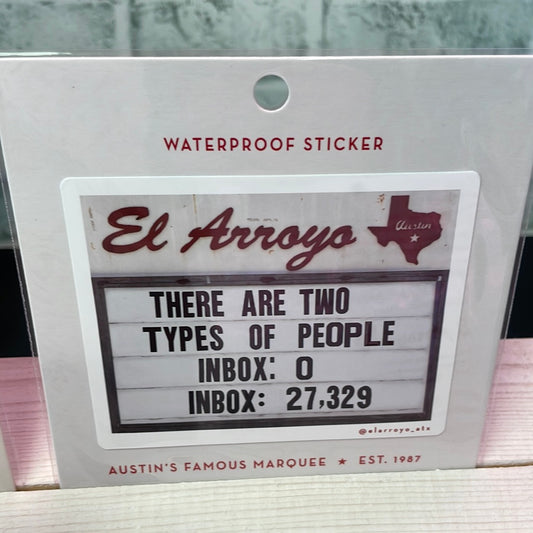 WATERPROOF STICKER
El Arroyo
Austin
THERE ARE TWO
TYPES OF PEOPLE
INBOX: 0
INBOX: 27,329
@elarroyo_atx
AUSTIN'S FAMOUS MARQUEE ★ EST. 1987